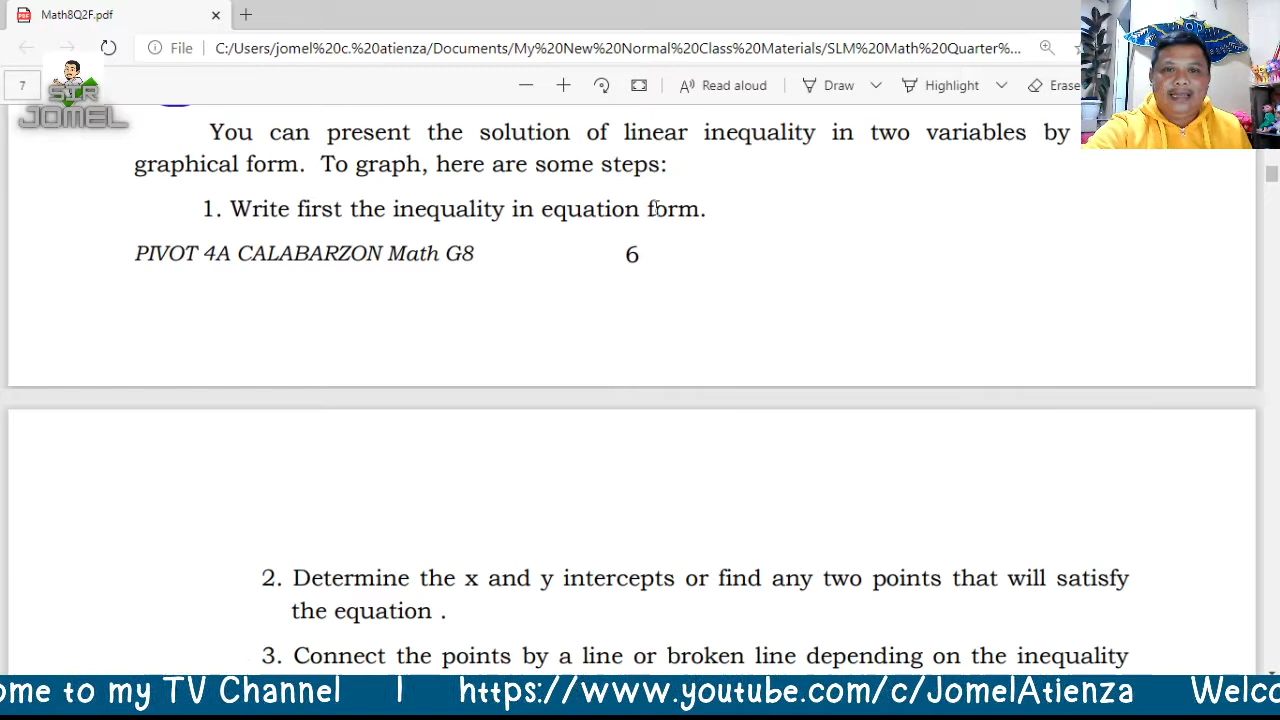 Math8Q2F.pdf
File
C:/Users/jomel%20c.%20atienza/Documents/My%20New%20Normal%20Class%20Materials/SLM%20Math%20Quarter%...
7
Read aloud
Draw
Highlight
Erase
SIR
JOMEL
You can present the solution of linear inequality in two variables by
graphical form. To graph, here are some steps:
1. Write first the inequality in equation form.
PIVOT 4A CALABARZON Math G8 6
2. Determine the x and y intercepts or find any two points that will satisfy
the equation .
3. Connect the points by a line or broken line depending on the inequality
ome to my TV Channel | https://www.youtube.com/c/JomelAtienza Welco